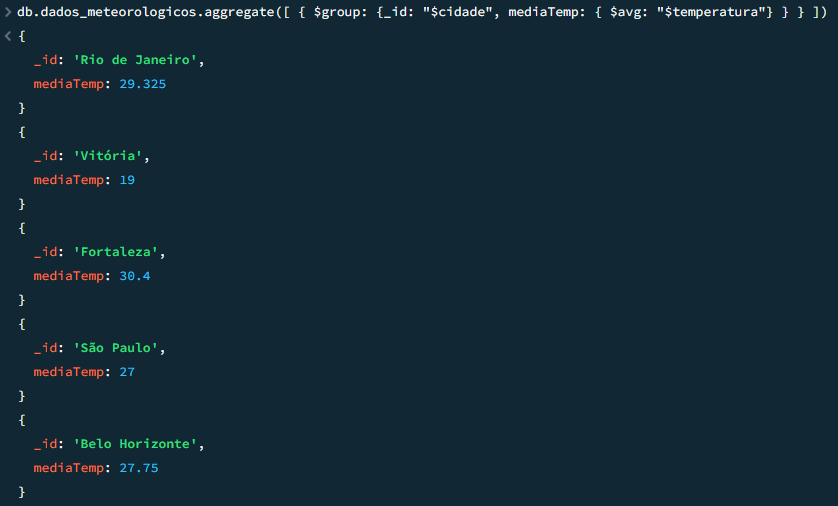 > db.dados_meteorologicos.aggregate([ { $group: {_id: "$cidade", mediaTemp: { $avg: "$temperatura"} } } ])
< {
_id: 'Rio de Janeiro',
mediaTemp: 29.325
}
{
_id: 'Vitória',
mediaTemp: 19
}
{
_id: 'Fortaleza',
mediaTemp: 30.4
}
{
_id: 'São Paulo',
mediaTemp: 27
}
{
_id: 'Belo Horizonte',
mediaTemp: 27.75
}